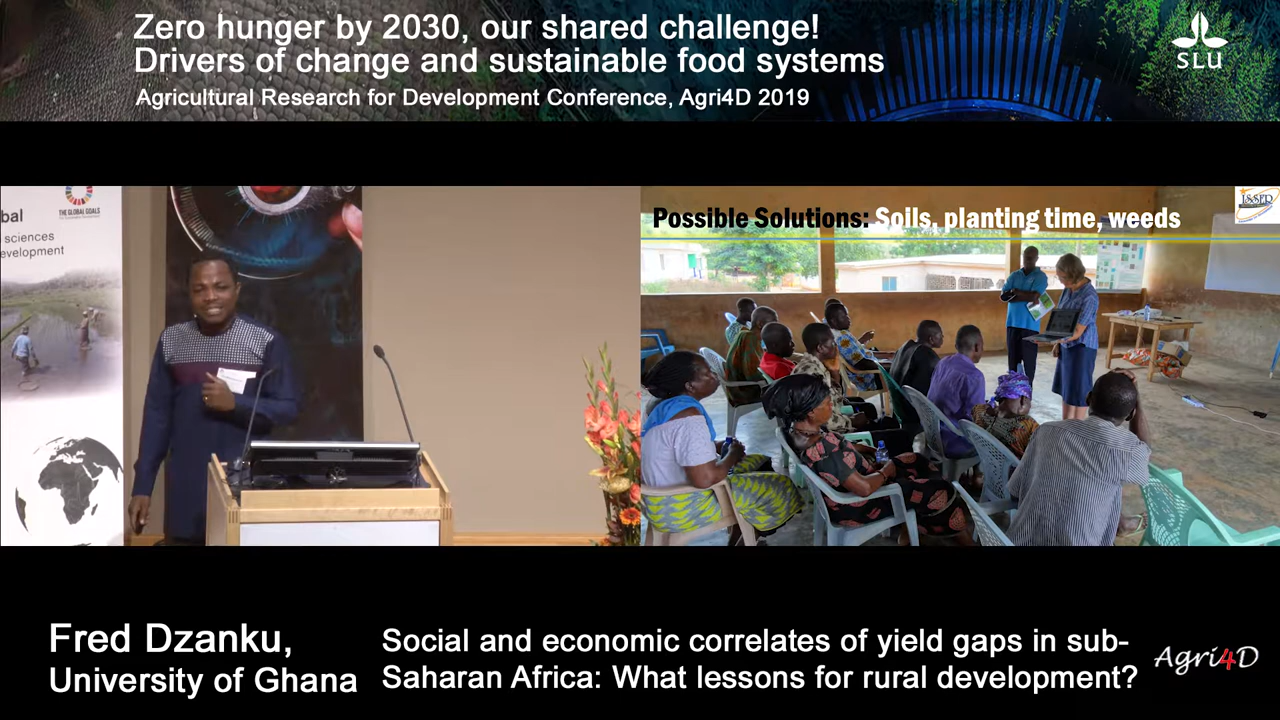 Zero hunger by 2030, our shared challenge!
Drivers of change and sustainable food systems
Agricultural Research for Development Conference, Agri4D 2019
SLU
bal
THE GLOBAL GOALS
sciences
evelopment
Possible Solutions: Soils, planting time, weeds
ISSER
Fred Dzanku,
University of Ghana
Social and economic correlates of yield gaps in sub-
Saharan Africa: What lessons for rural development?
Agri4D